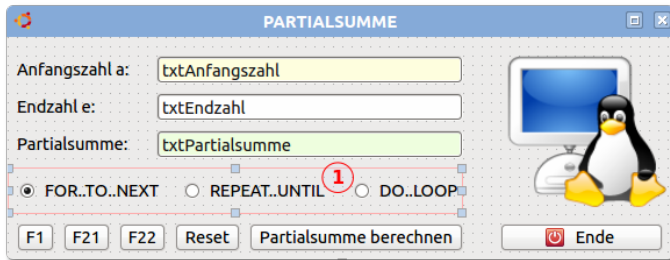 PARTIALSUMME
Anfangszahl a: txtAnfangszahl
Endzahl e: txtEndzahl
Partialsumme: txtPartialsumme
1
FOR..TO..NEXT REPEAT..UNTIL DO..LOOP
F1 F21 F22 Reset Partialsumme berechnen Ende